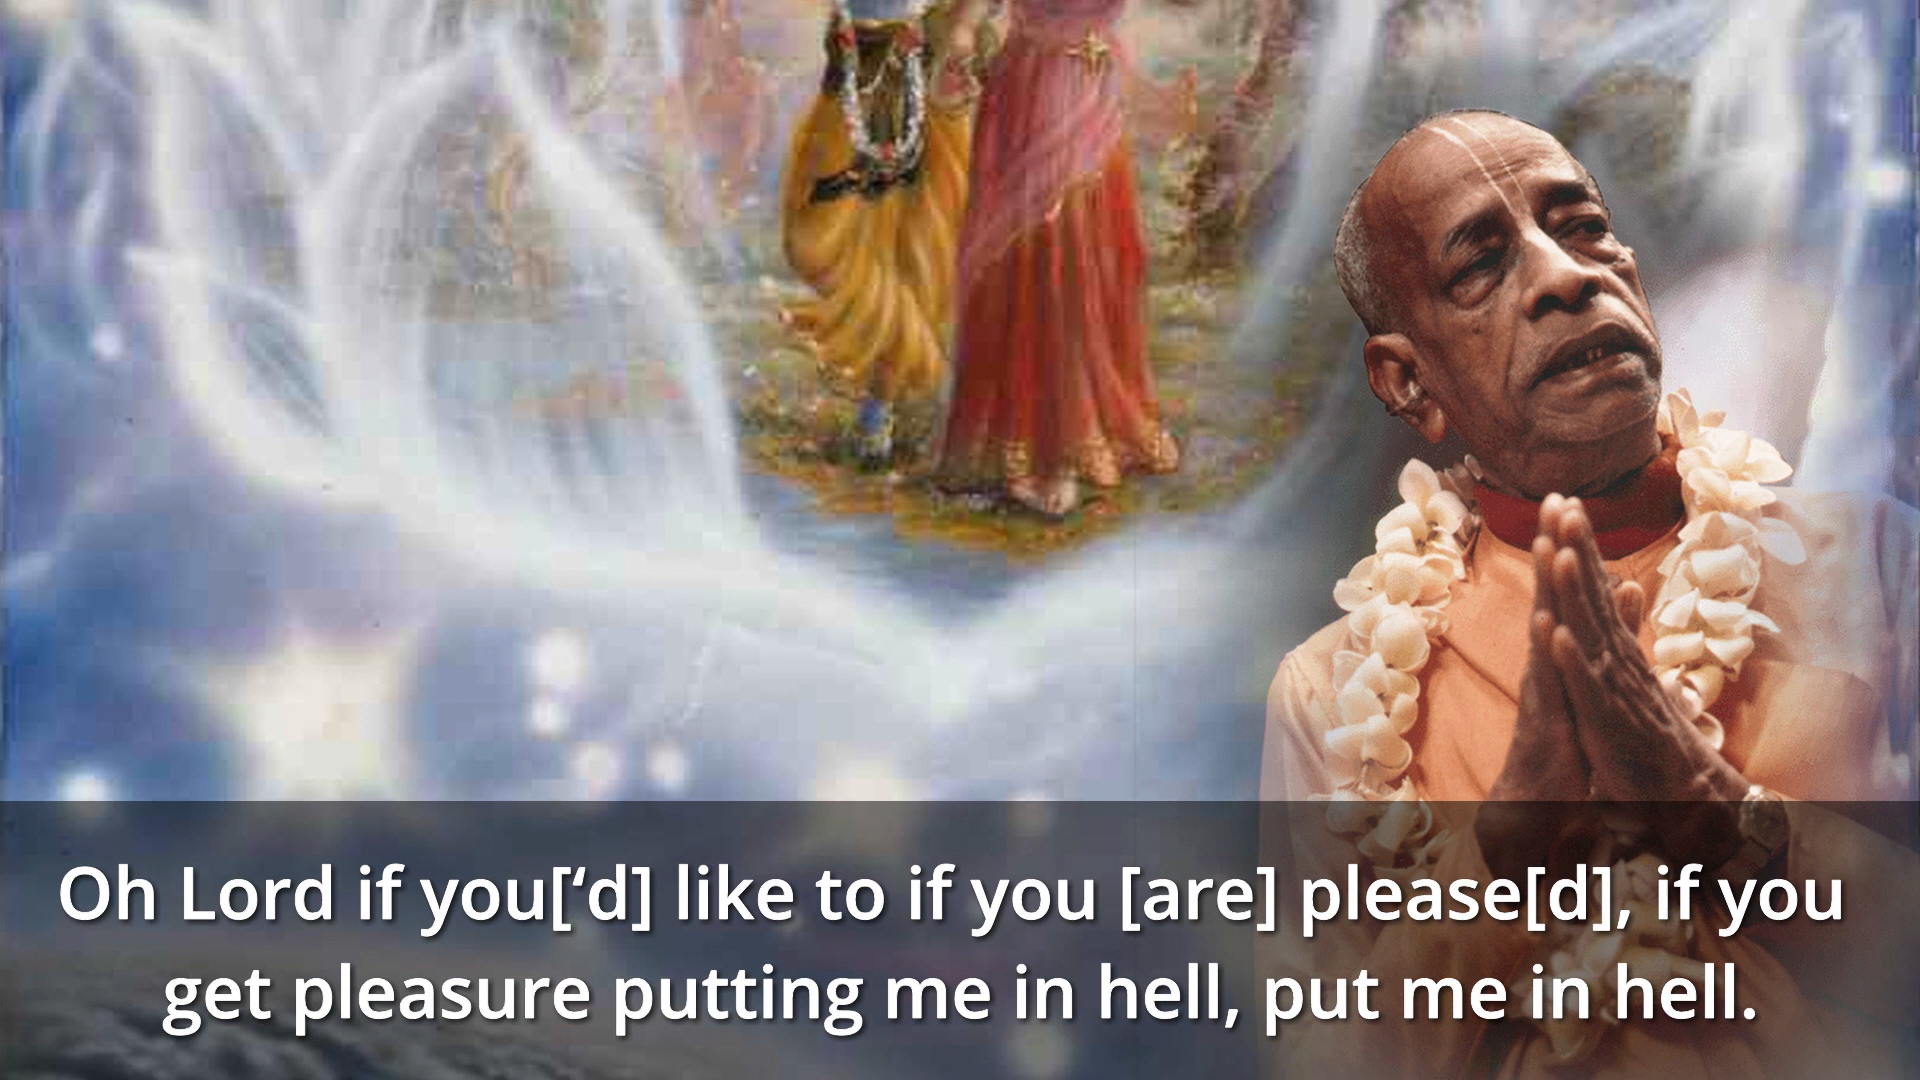 Oh Lord if you[‘d] like to if you [are] please[d], if you
get pleasure putting me in hell, put me in hell.